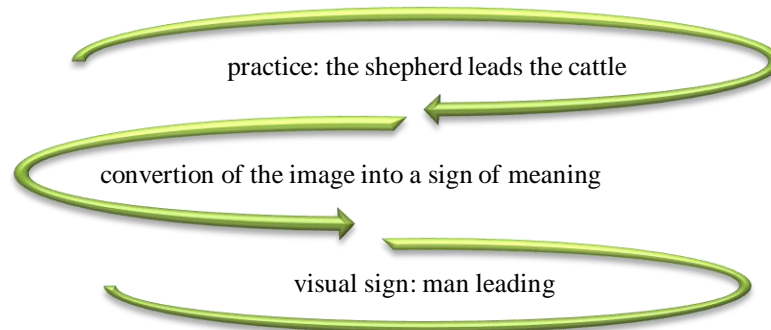 practice: the shepherd leads the cattle
convertion of the image into a sign of meaning
visual sign: man leading